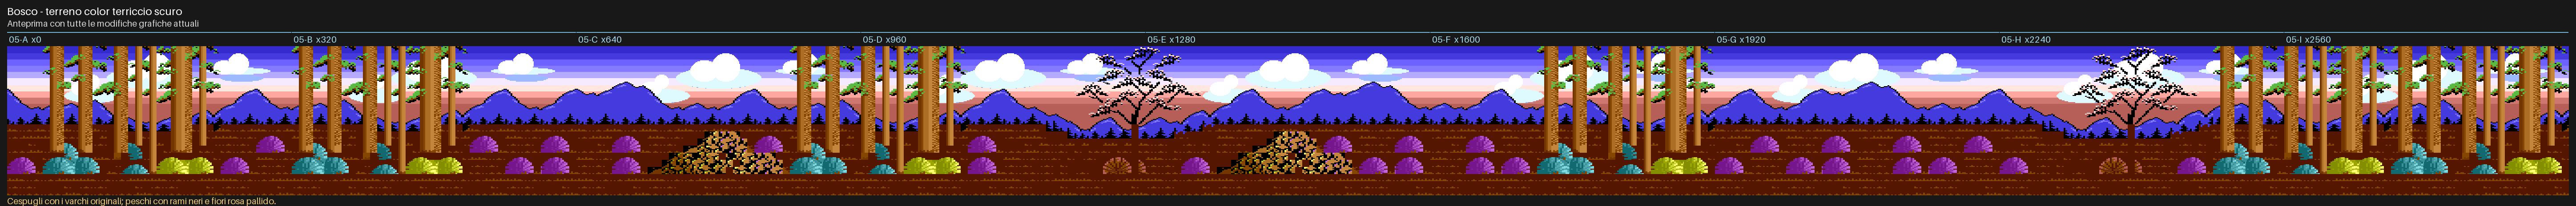 Bosco - terreno color terriccio scuro
Anteprima con tutte le modifiche grafiche attuali
05-A x0 05-B x320 05-C x640 05-D x960 05-E x1280 05-F x1600 05-G x1920 05-H x2240 05-I x2560
Cespugli con i varchi originali; peschi con rami neri e fiori rosa pallido.